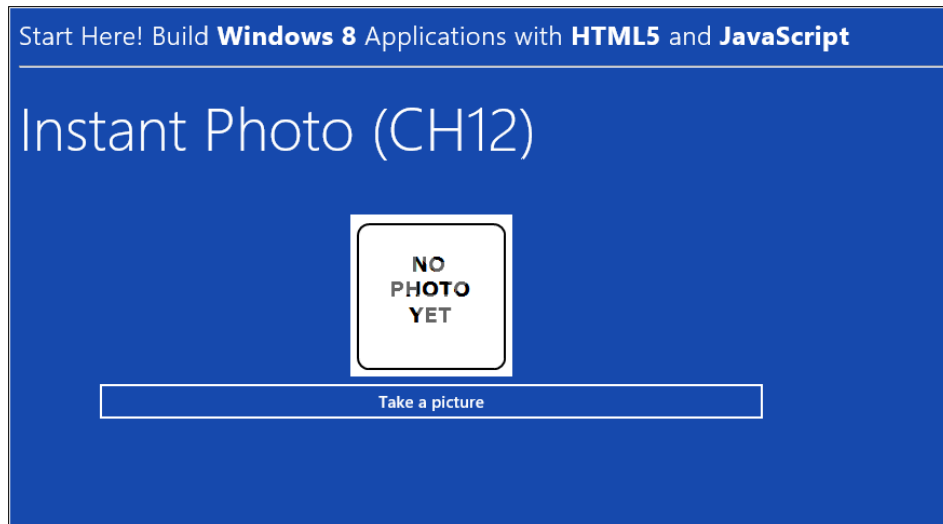 Start Here! Build Windows 8 Applications with HTML5 and JavaScript
Instant Photo (CH12)
NO
PHOTO
YET
Take a picture